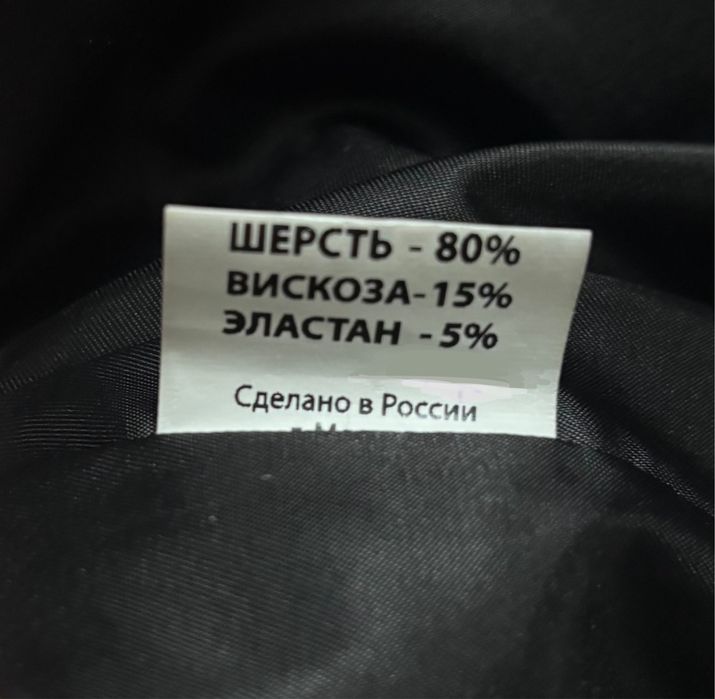 ШЕРСТЬ - 80%
ВИСКОЗА-15%
ЭЛАСТАН -5%
Сделано в России